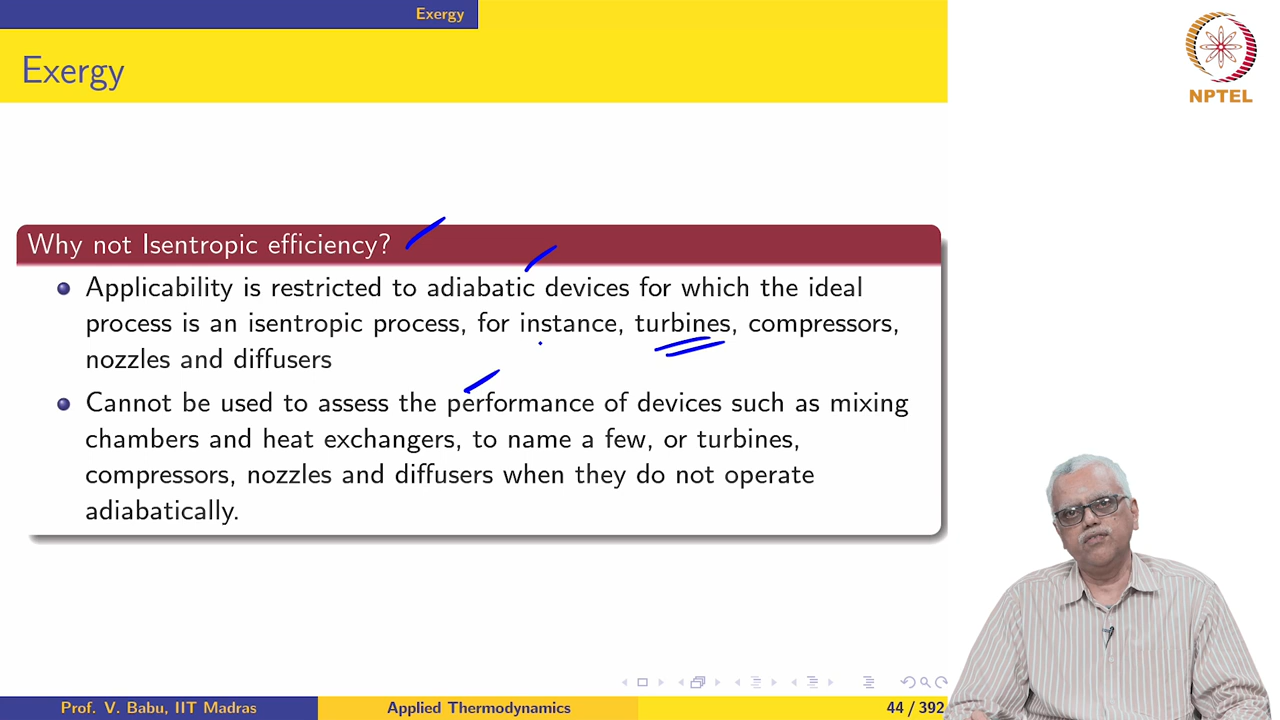 Exergy
Exergy
NPTEL
Why not Isentropic efficiency?
Applicability is restricted to adiabatic devices for which the ideal
process is an isentropic process, for instance, turbines, compressors,
nozzles and diffusers
Cannot be used to assess the performance of devices such as mixing
chambers and heat exchangers, to name a few, or turbines,
compressors, nozzles and diffusers when they do not operate
adiabatically.
Prof. V. Babu, IIT Madras
Applied Thermodynamics
44 / 392